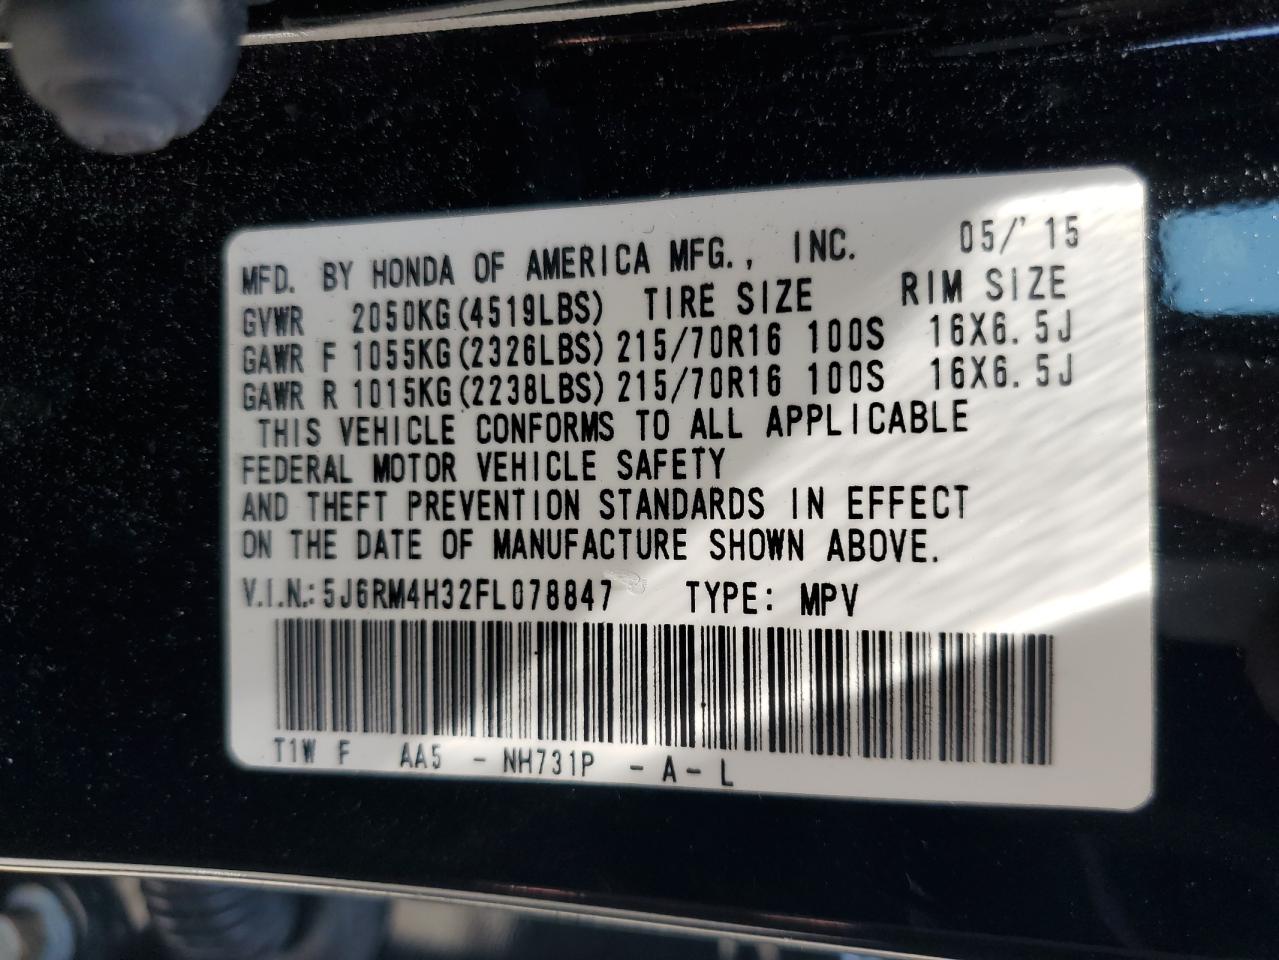 MFD. BY HONDA OF AMERICA MFG., INC. 05/'15
GVWR 2050KG(4519LBS) TIRE SIZE RIM SIZE
GAWR F 1055KG(2326LBS) 215/70R16 100S 16X6.5J
GAWR R 1015KG(2238LBS) 215/70R16 100S 16X6.5J
THIS VEHICLE CONFORMS TO ALL APPLICABLE
FEDERAL MOTOR VEHICLE SAFETY
AND THEFT PREVENTION STANDARDS IN EFFECT
ON THE DATE OF MANUFACTURE SHOWN ABOVE.
V.I.N.: 5J6RM4H32FL078847 TYPE: MPV
T1W F AA5 - NH731P - A - L